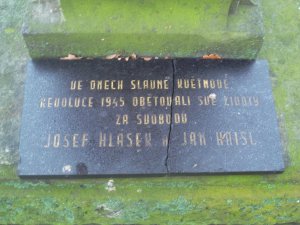 VE DNECH SLAVNÉ KVĚTNOVÉ
REVOLUCE 1945 OBĚTOVALI SVÉ ŽIVOTY
ZA SVOBODU
JOSEF HLÁSEK A JAN